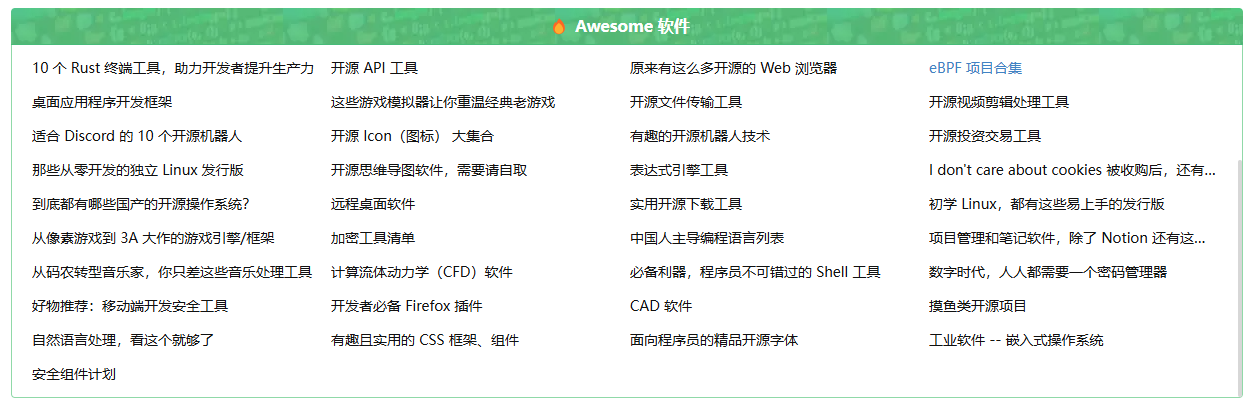 Awesome 软件
10 个 Rust 终端工具，助力开发者提升生产力
开源 API 工具
原来有这么多开源的 Web 浏览器
eBPF 项目合集
桌面应用程序开发框架
这些游戏模拟器让你重温经典老游戏
开源文件传输工具
开源视频剪辑处理工具
适合 Discord 的 10 个开源机器人
开源 Icon（图标） 大集合
有趣的开源机器人技术
开源投资交易工具
那些从零开发的独立 Linux 发行版
开源思维导图软件，需要请自取
表达式引擎工具
I don't care about cookies 被收购后，还有...
到底都有哪些国产的开源操作系统？
远程桌面软件
实用开源下载工具
初学 Linux，都有这些易上手的发行版
从像素游戏到 3A 大作的游戏引擎/框架
加密工具清单
中国人主导编程语言列表
项目管理和笔记软件，除了 Notion 还有这...
从码农转型音乐家，你只差这些音乐处理工具
计算流体动力学（CFD）软件
必备利器，程序员不可错过的 Shell 工具
数字时代，人人都需要一个密码管理器
好物推荐：移动端开发安全工具
开发者必备 Firefox 插件
CAD 软件
摸鱼类开源项目
自然语言处理，看这个就够了
有趣且实用的 CSS 框架、组件
面向程序员的精品开源字体
工业软件 -- 嵌入式操作系统
安全组件计划